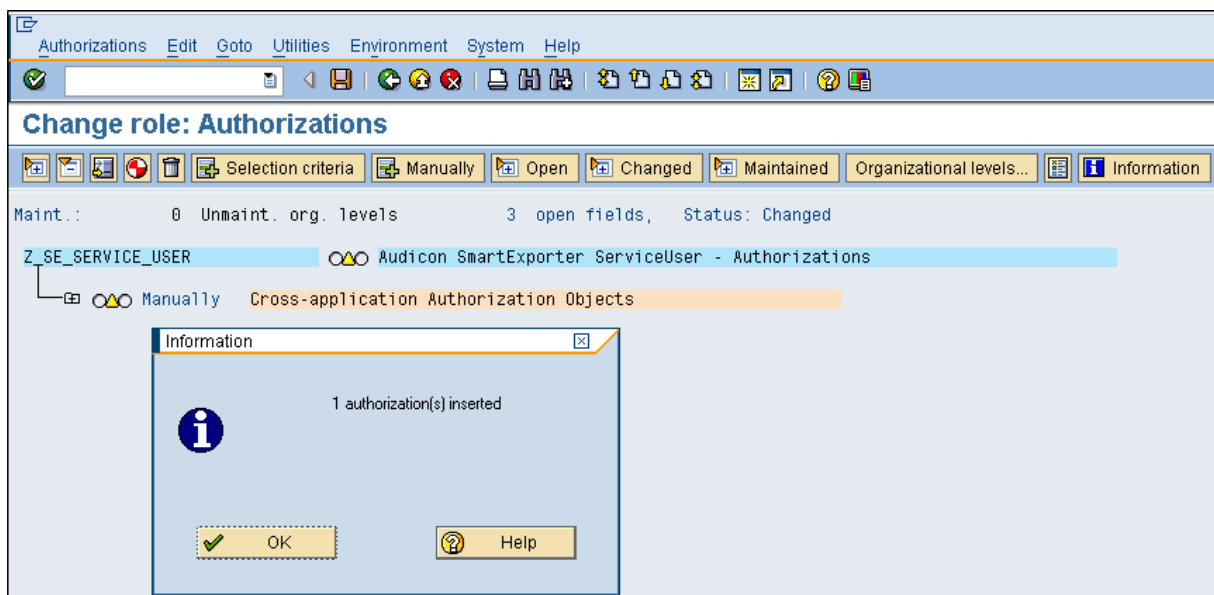 Authorizations Edit Goto Utilities Environment System Help
Change role: Authorizations
Selection criteria Manually Open Changed Maintained Organizational levels... Information
Maint.: 0 Unmaint. org. levels 3 open fields, Status: Changed
Z_SE_SERVICE_USER Audicon SmartExporter ServiceUser - Authorizations
Manually Cross-application Authorization Objects
Information
1 authorization(s) inserted
OK Help